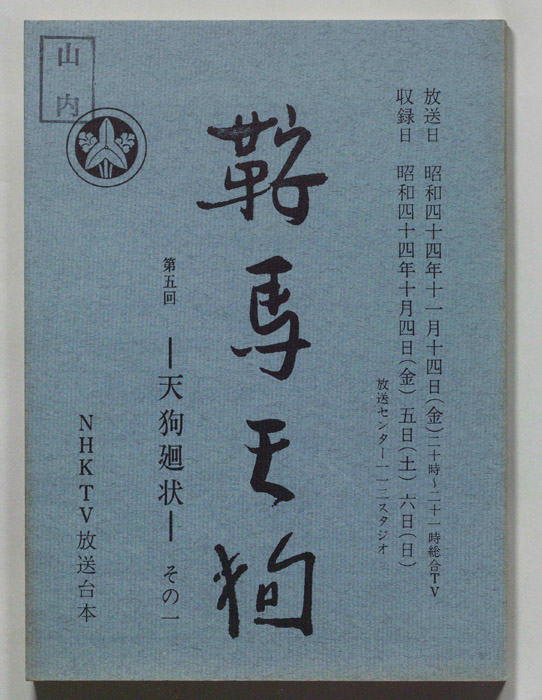 放送日　昭和四十四年十一月十四日(金)二十時~二十一時総合TV
収録日　昭和四十四年十月四日(金)五日(土)六日(日)
放送センター一一二スタジオ
鞍馬天狗
第五回　―天狗廻状―　その一
NHKTV放送台本
山内